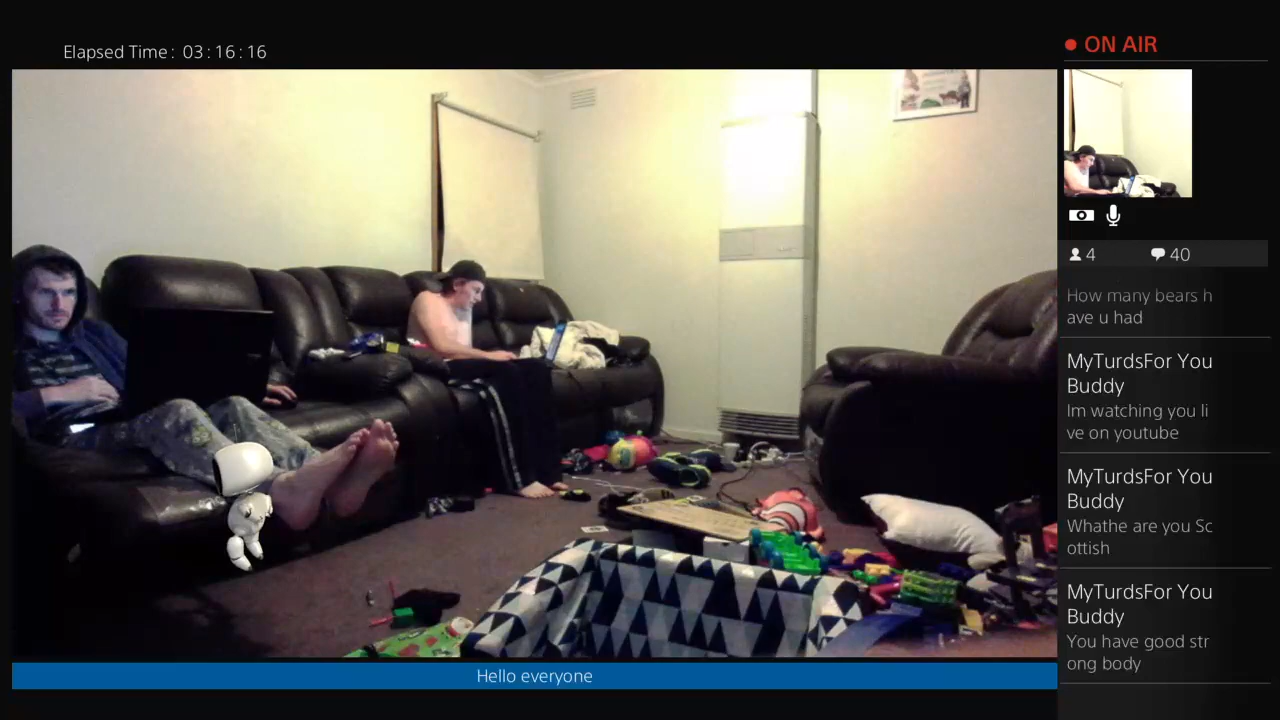 Elapsed Time: 03:16:16
ON AIR
4
40
How many bears h
ave u had
MyTurdsFor You
Buddy
Im watching you li
ve on youtube
MyTurdsFor You
Buddy
Whathe are you Sc
ottish
MyTurdsFor You
Buddy
You have good str
ong body
Hello everyone